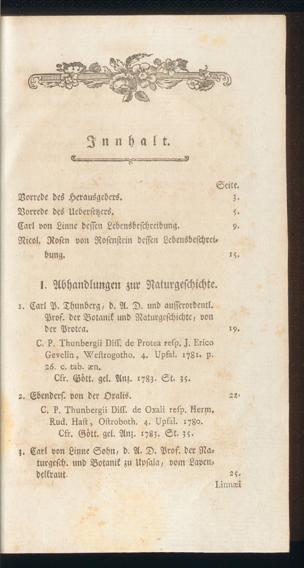 Innhalt.
Seite.
Vorrede des Herausgebers. 3.
Vorrede des Uebersetzers. 5.
Carl von Linne dessen Lebensbeschreibung. 9.
Nicol. Rosen von Rosenstein dessen Lebensbeschrei-
bung. 15.
I. Abhandlungen zur Naturgeschichte.
1. Carl P. Thunberg, d. A. D. und ausserordentl.
Prof. der Botanik und Naturgeschichte, von
der Protea. 19.
C. P. Thunbergii Diss. de Protea resp. J. Erico
Gevelin, Westrogotho. 4. Upsal. 1781. p.
26. c. tab. æn.
Cfr. Gött. gel. Anz. 1783. St. 35.
2. Ebenders. von der Oxalis. 22.
C. P. Thunbergii Diss. de Oxali resp. Herm.
Rud. Hast, Ostroboth. 4. Upsal. 1780.
Cfr. Gött. gel. Anz. 1783. St. 35.
3. Carl von Linne Sohn, d. A. D. Prof. der Na-
turgesch. und Botanik zu Upsala, vom Laven-
delkraut. 25.
Linnæi